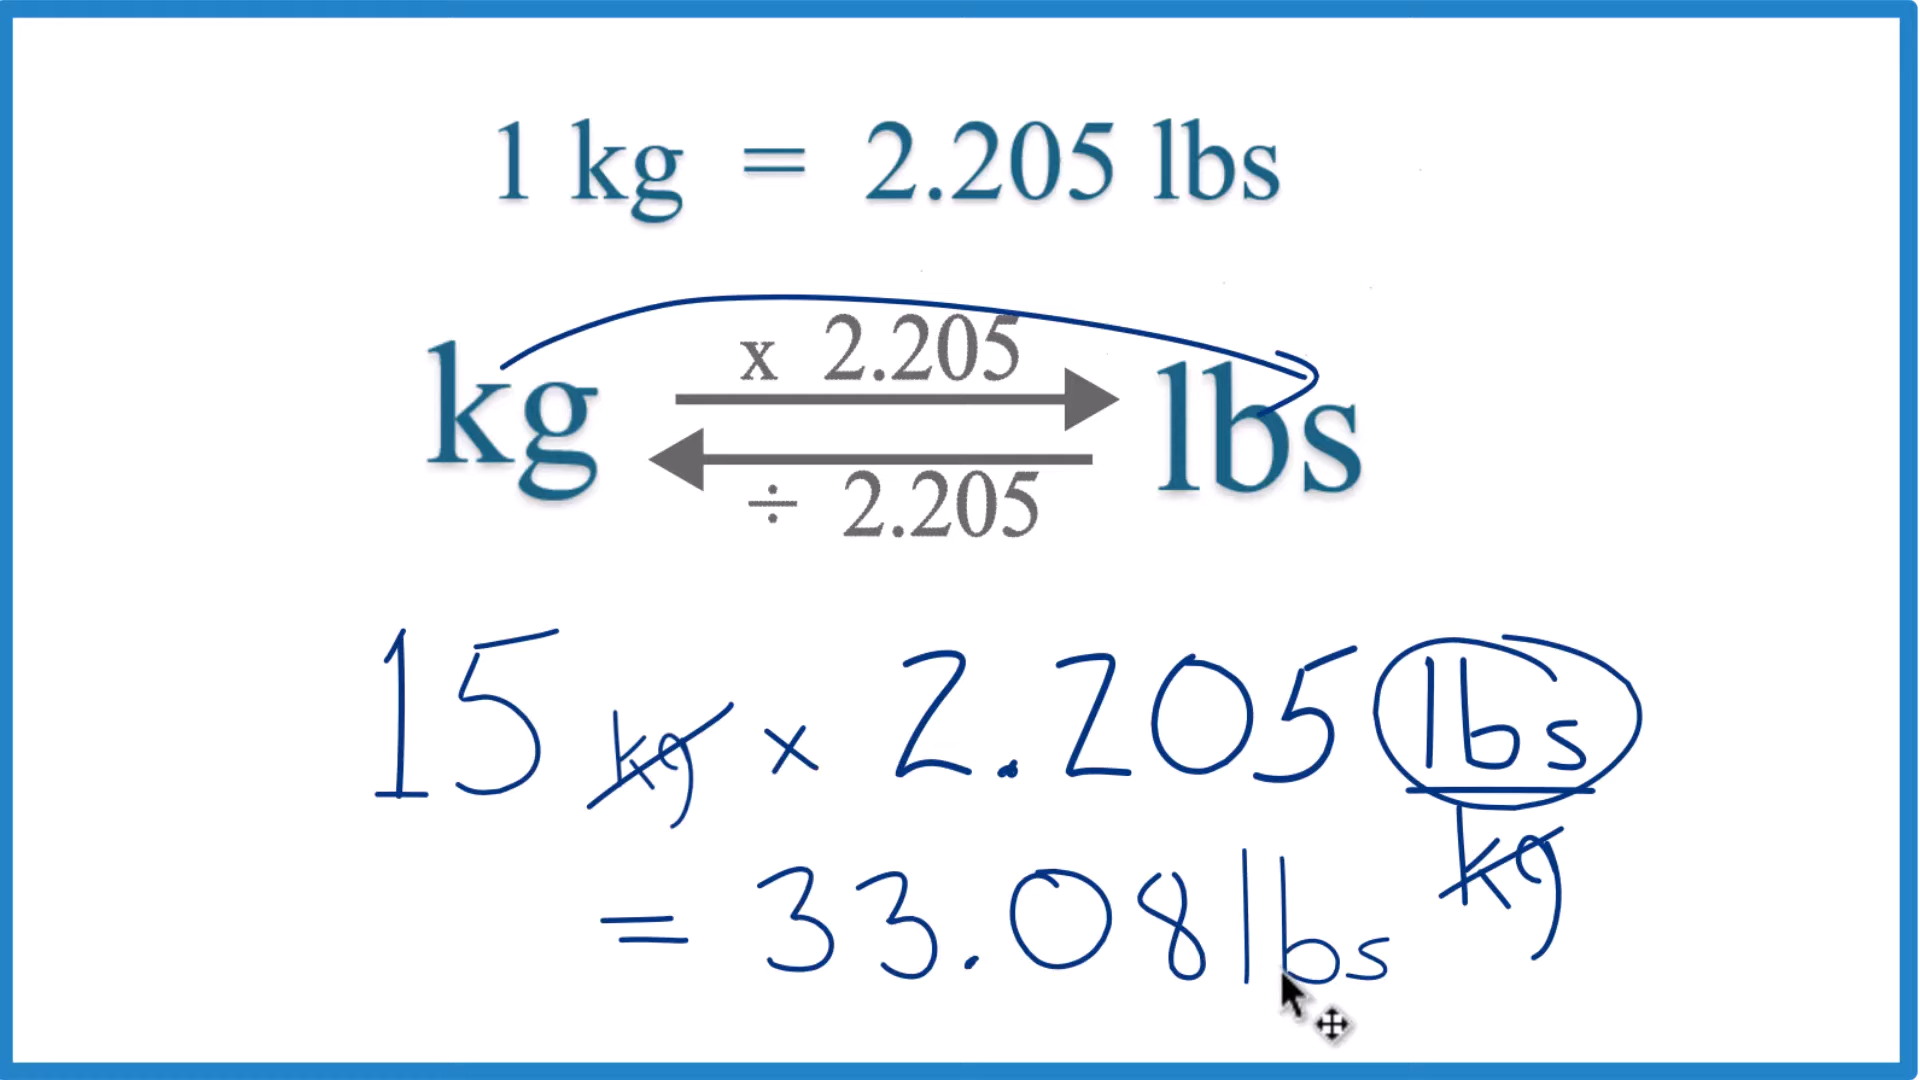 1 kg = 2.205 lbs
x 2.205
kg lbs
÷ 2.205
15 kg x 2.205 lbs
kg
= 33.08 lbs